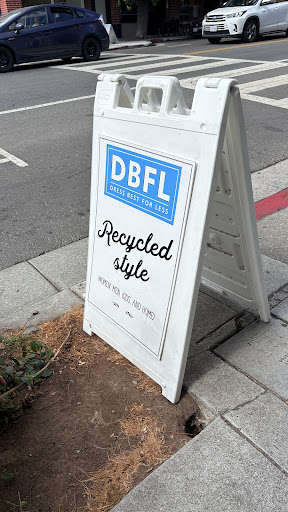 DBFL
DRESS BEST FOR LESS
Recycled
style
WOMEN, MEN, KIDS, AND HOME!